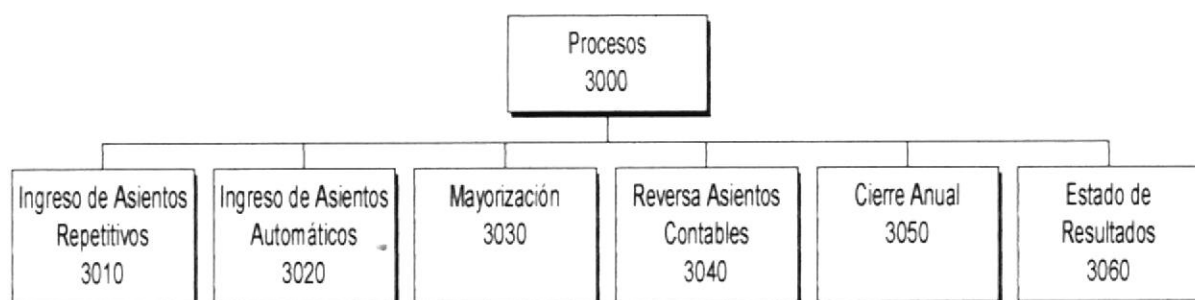 Procesos
3000
Ingreso de Asientos
Repetitivos
3010
Ingreso de Asientos
Automáticos
3020
Mayorización
3030
Reversa Asientos
Contables
3040
Cierre Anual
3050
Estado de
Resultados
3060